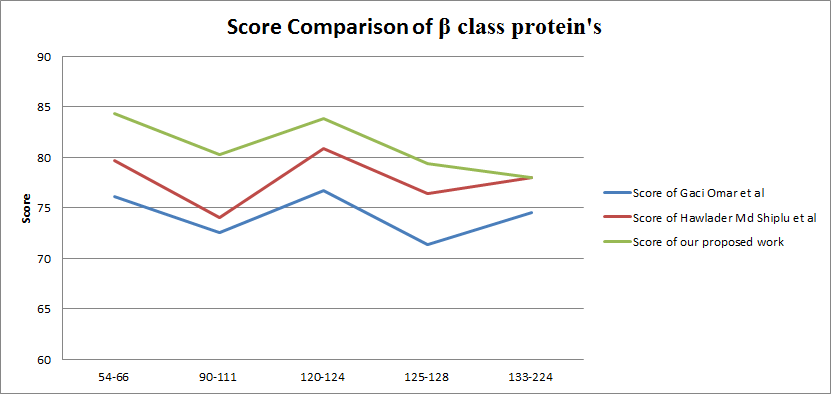 Score Comparison of β class protein's
90
85
80
75
70
65
60
Score
54-66
90-111
120-124
125-128
133-224
Score of Gaci Omar et al
Score of Hawlader Md Shiplu et al
Score of our proposed work